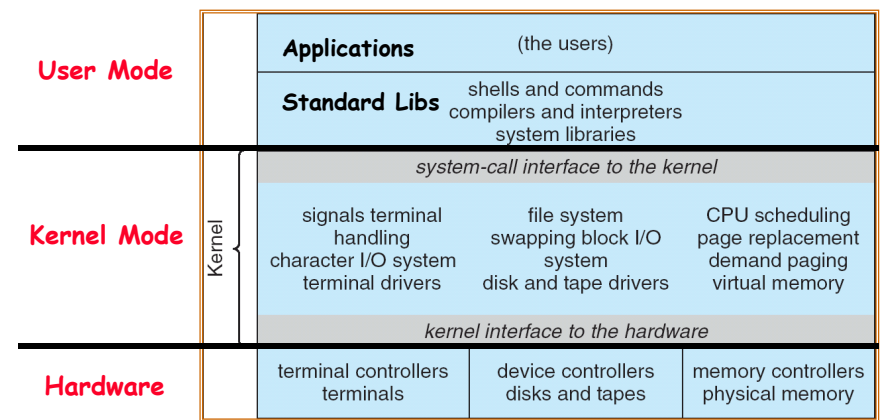 User Mode
Applications
(the users)
Standard Libs
shells and commands
compilers and interpreters
system libraries
Kernel Mode
Kernel
system-call interface to the kernel
signals terminal
handling
character I/O system
terminal drivers
file system
swapping block I/O
system
disk and tape drivers
CPU scheduling
page replacement
demand paging
virtual memory
kernel interface to the hardware
Hardware
terminal controllers
terminals
device controllers
disks and tapes
memory controllers
physical memory